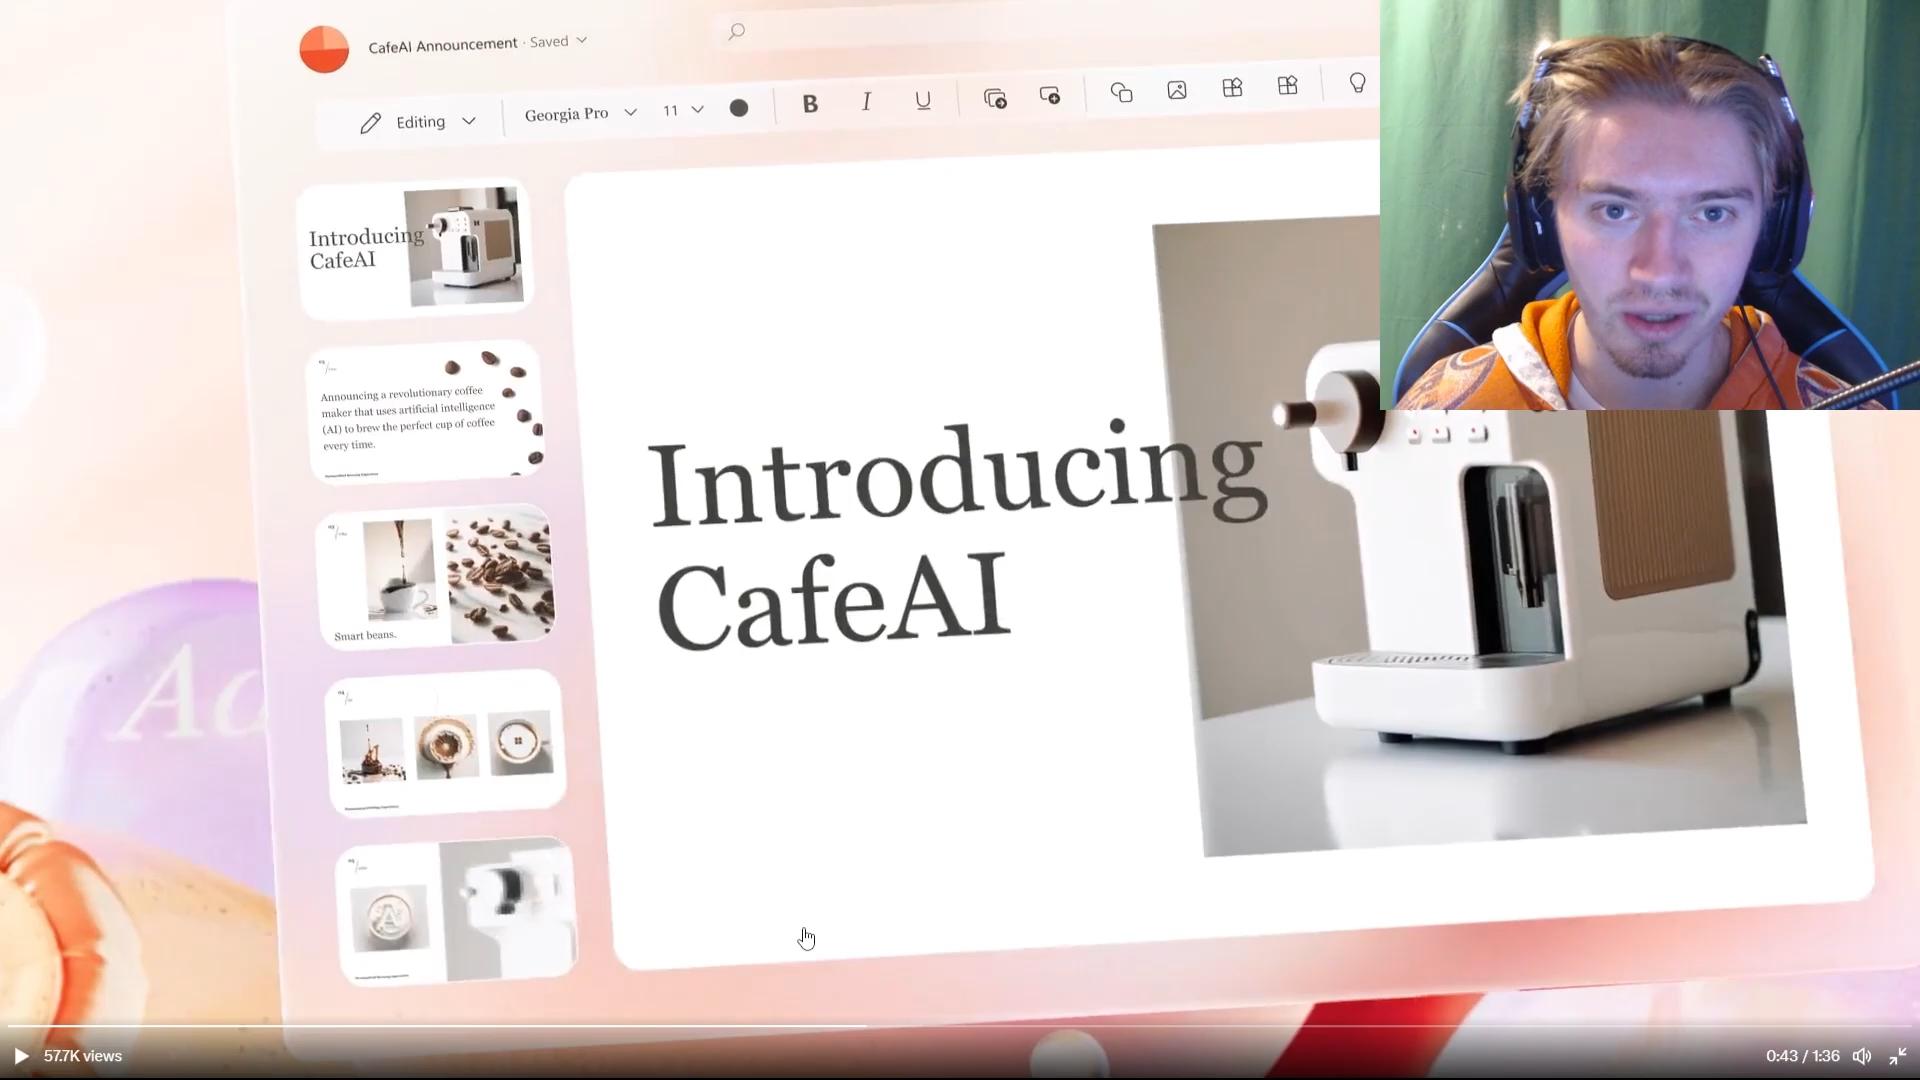 CafeAI Announcement · Saved
Editing
Georgia Pro
11
B
I
U
Introducing
CafeAI
Announcing a revolutionary coffee
maker that uses artificial intelligence
(AI) to brew the perfect cup of coffee
every time.
Smart beans.
Introducing
CafeAI
57.7K views
0:43 / 1:36